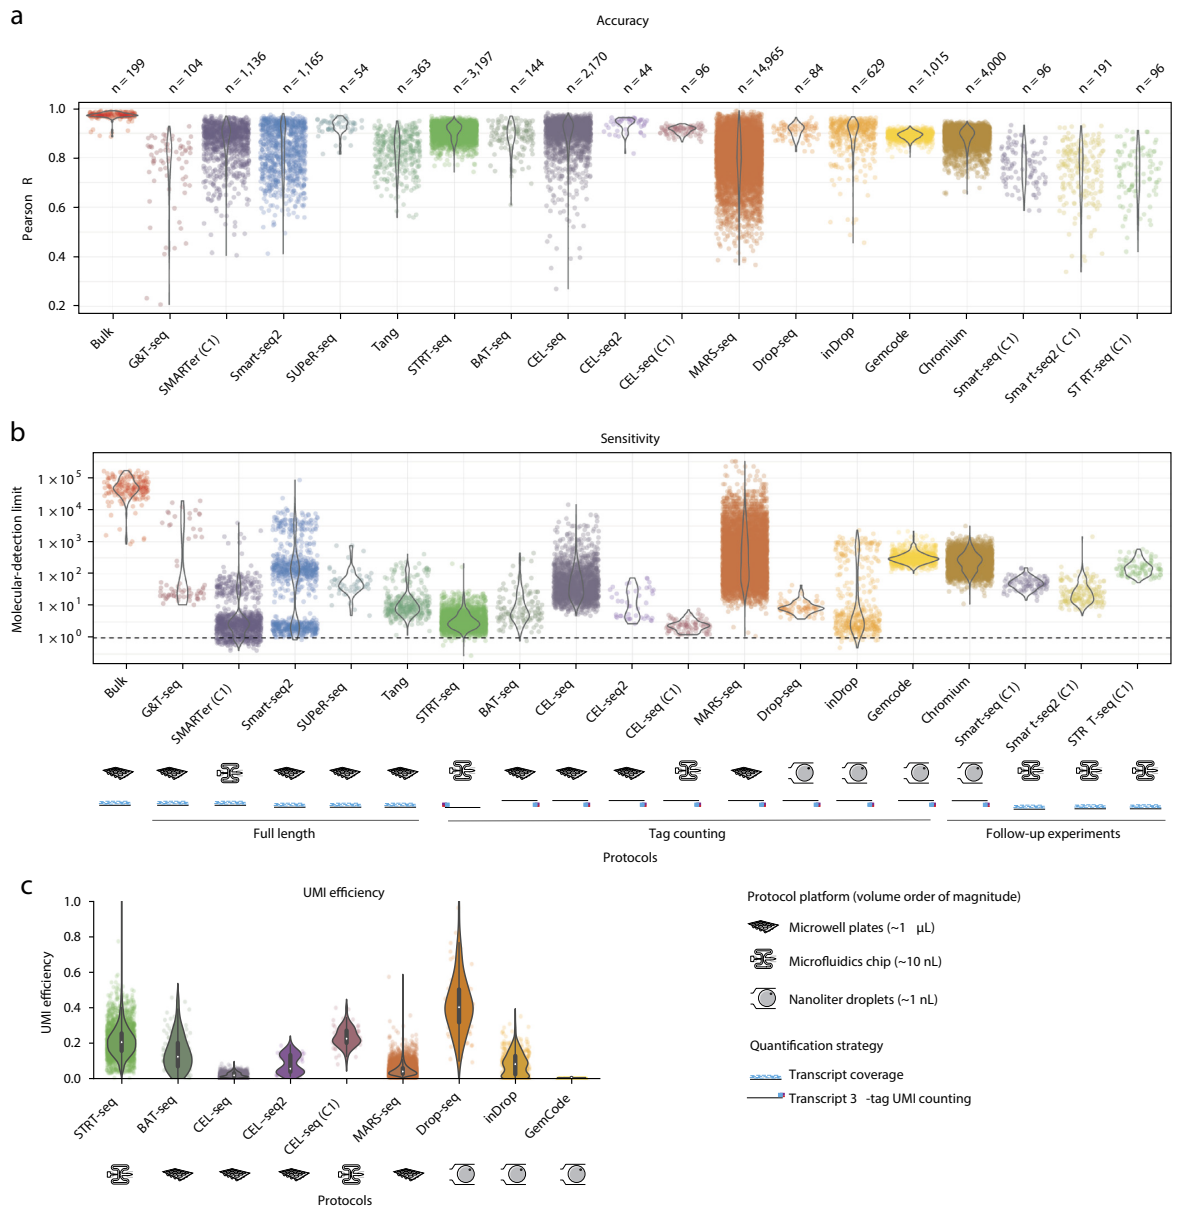 a
Accuracy
n = 199
n = 104
n = 1,136
n = 1,165
n = 54
n = 363
n = 3,197
n = 144
n = 2,170
n = 44
n = 96
n = 14,965
n = 84
n = 629
n = 1,015
n = 4,000
n = 96
n = 191
n = 96
Pearson R
1.0
0.8
0.6
0.4
0.2
Bulk
G&T-seq
SMARTer (C1)
Smart-seq2
SUPeR-seq
Tang
STRT-seq
BAT-seq
CEL-seq
CEL-seq2
CEL-seq (C1)
MARS-seq
Drop-seq
inDrop
Gemcode
Chromium
Smart-seq (C1)
Sma rt-seq2 ( C1)
ST RT-seq (C1)
b
Sensitivity
Molecular-detection limit
1 × 10⁵
1 × 10⁴
1 × 10³
1 × 10²
1 × 10¹
1 × 10⁰
Bulk
G&T-seq
SMARTer (C1)
Smart-seq2
SUPeR-seq
Tang
STRT-seq
BAT-seq
CEL-seq
CEL-seq2
CEL-seq (C1)
MARS-seq
Drop-seq
inDrop
Gemcode
Chromium
Smart-seq (C1)
Smar t-seq2 (C1)
STR T-seq (C1)
Full length
Tag counting
Follow-up experiments
Protocols
c
UMI efficiency
UMI efficiency
1.0
0.8
0.6
0.4
0.2
0.0
STRT-seq
BAT-seq
CEL-seq
CEL-seq2
CEL-seq (C1)
MARS-seq
Drop-seq
inDrop
GemCode
Protocols
Protocol platform (volume order of magnitude)
Microwell plates (~1 µL)
Microfluidics chip (~10 nL)
Nanoliter droplets (~1 nL)
Quantification strategy
Transcript coverage
Transcript 3 -tag UMI counting